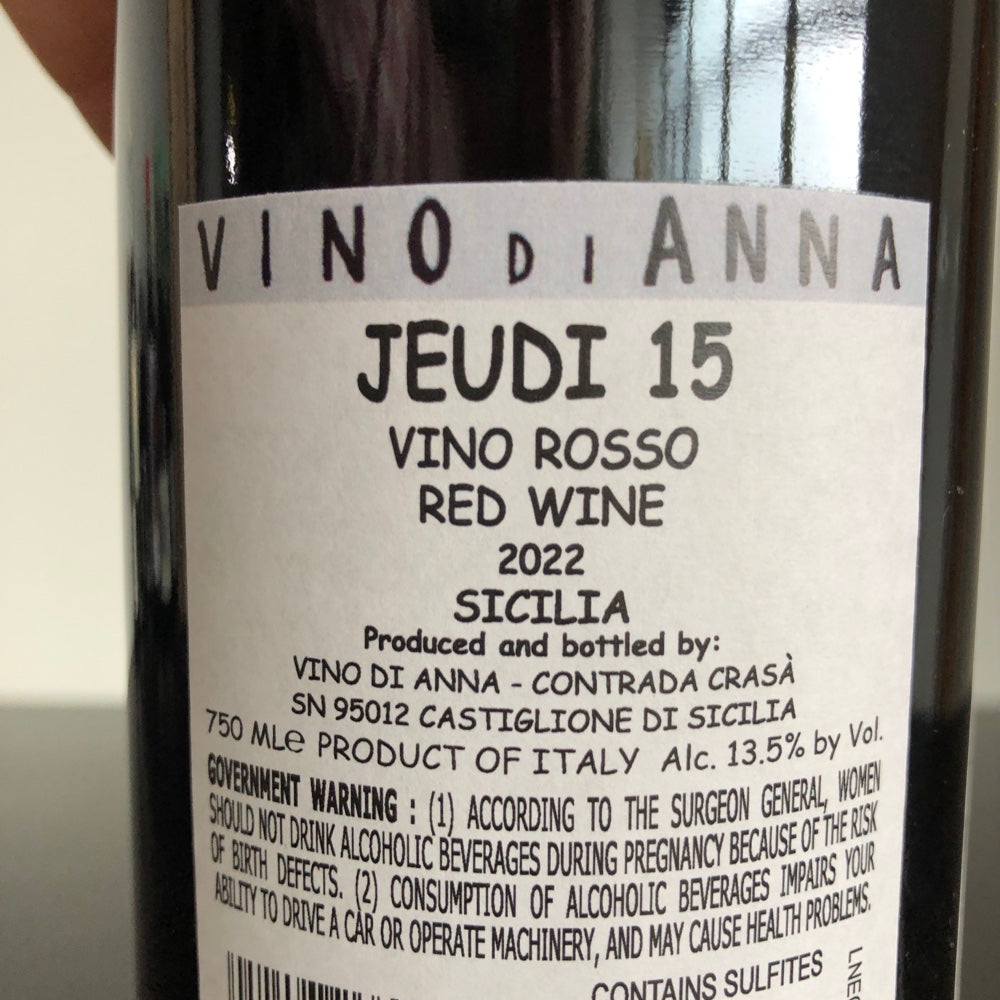 VINO DI ANNA
JEUDI 15
VINO ROSSO
RED WINE
2022
SICILIA
Produced and bottled by:
VINO DI ANNA - CONTRADA CRASÀ
SN 95012 CASTIGLIONE DI SICILIA
750 MLe PRODUCT OF ITALY Alc. 13.5% by Vol.
GOVERNMENT WARNING : (1) ACCORDING TO THE SURGEON GENERAL, WOMEN
SHOULD NOT DRINK ALCOHOLIC BEVERAGES DURING PREGNANCY BECAUSE OF THE RISK
OF BIRTH DEFECTS. (2) CONSUMPTION OF ALCOHOLIC BEVERAGES IMPAIRS YOUR
ABILITY TO DRIVE A CAR OR OPERATE MACHINERY, AND MAY CAUSE HEALTH PROBLEMS.
CONTAINS SULFITES